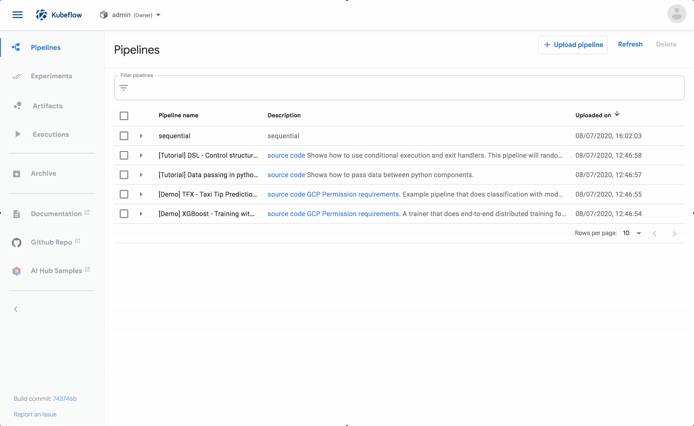 Kubeflow
admin (Owner)
Pipelines
Experiments
Artifacts
Executions
Archive
Documentation
Github Repo
AI Hub Samples
Build commit: 743746b
Report an issue
Pipelines
+ Upload pipeline
Refresh
Delete
Filter pipelines
Pipeline name Description Uploaded on
sequential sequential 08/07/2020, 16:02:03
[Tutorial] DSL - Control structur... source code Shows how to use conditional execution and exit handlers. This pipeline will rando... 08/07/2020, 12:46:58
[Tutorial] Data passing in pytho... source code Shows how to pass data between python components. 08/07/2020, 12:46:57
[Demo] TFX - Taxi Tip Predictio... source code GCP Permission requirements. Example pipeline that does classification with mod... 08/07/2020, 12:46:55
[Demo] XGBoost - Training wit... source code GCP Permission requirements. A trainer that does end-to-end distributed training fo... 08/07/2020, 12:46:54
Rows per page: 10